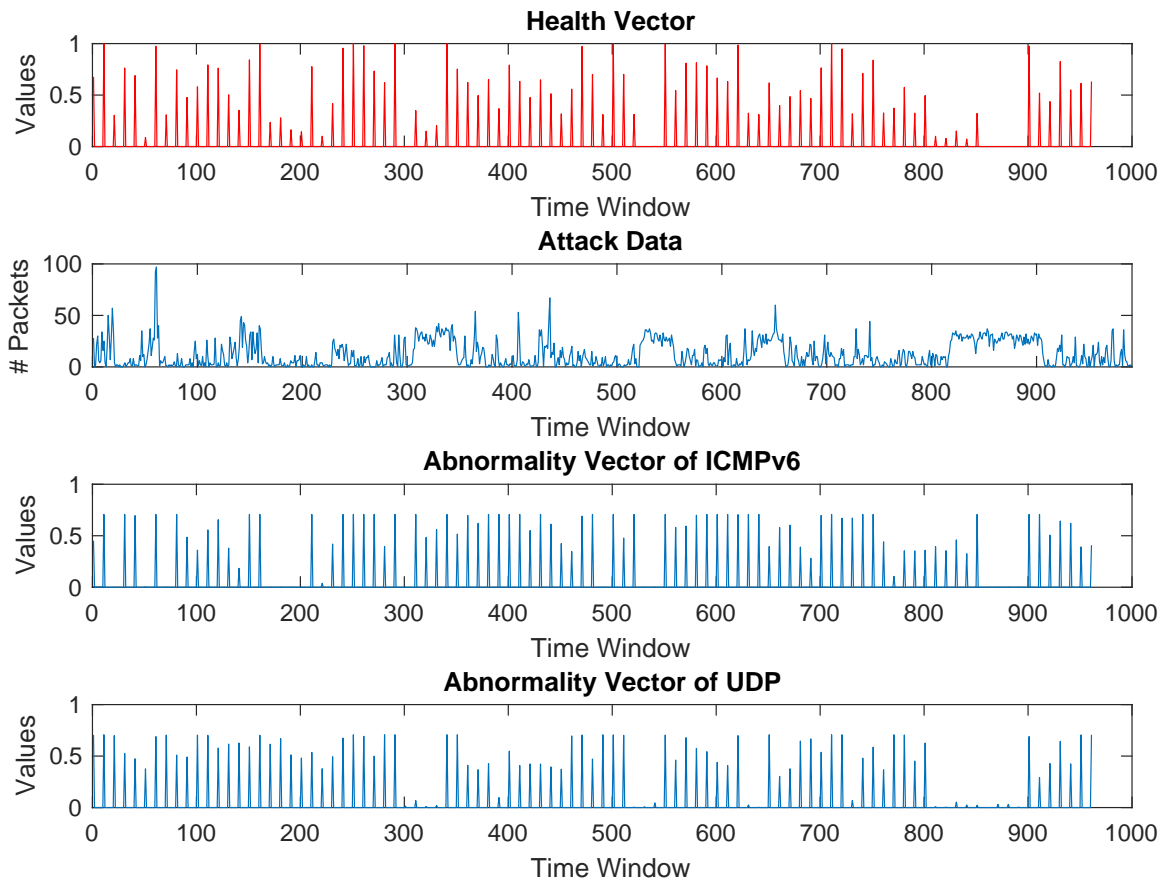 Health Vector
1
0.5
0
Values
0 100 200 300 400 500 600 700 800 900 1000
Time Window
Attack Data
100
50
0
# Packets
0 100 200 300 400 500 600 700 800 900
Time Window
Abnormality Vector of ICMPv6
1
0.5
0
Values
0 100 200 300 400 500 600 700 800 900 1000
Time Window
Abnormality Vector of UDP
1
0.5
0
Values
0 100 200 300 400 500 600 700 800 900 1000
Time Window